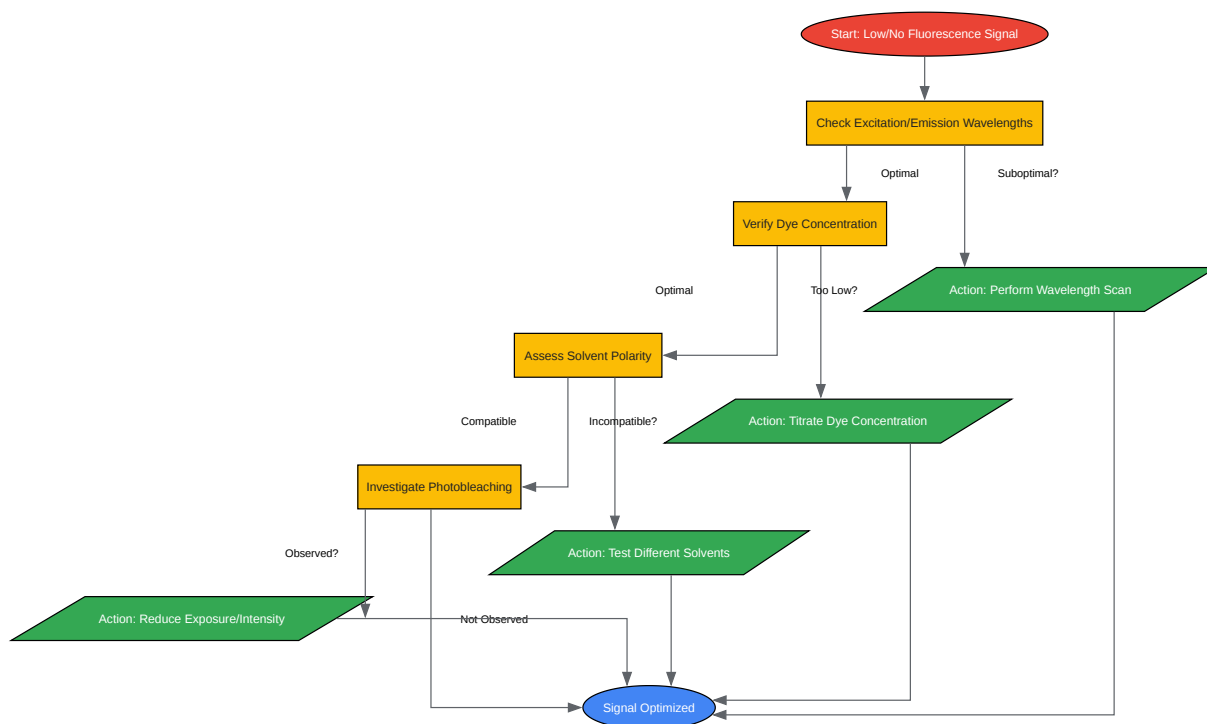 Start: Low/No Fluorescence Signal
Check Excitation/Emission Wavelengths
Optimal
Suboptimal?
Verify Dye Concentration
Optimal
Too Low?
Action: Perform Wavelength Scan
Assess Solvent Polarity
Compatible
Incompatible?
Action: Titrate Dye Concentration
Investigate Photobleaching
Observed?
Action: Test Different Solvents
Action: Reduce Exposure/Intensity
Not Observed
Signal Optimized